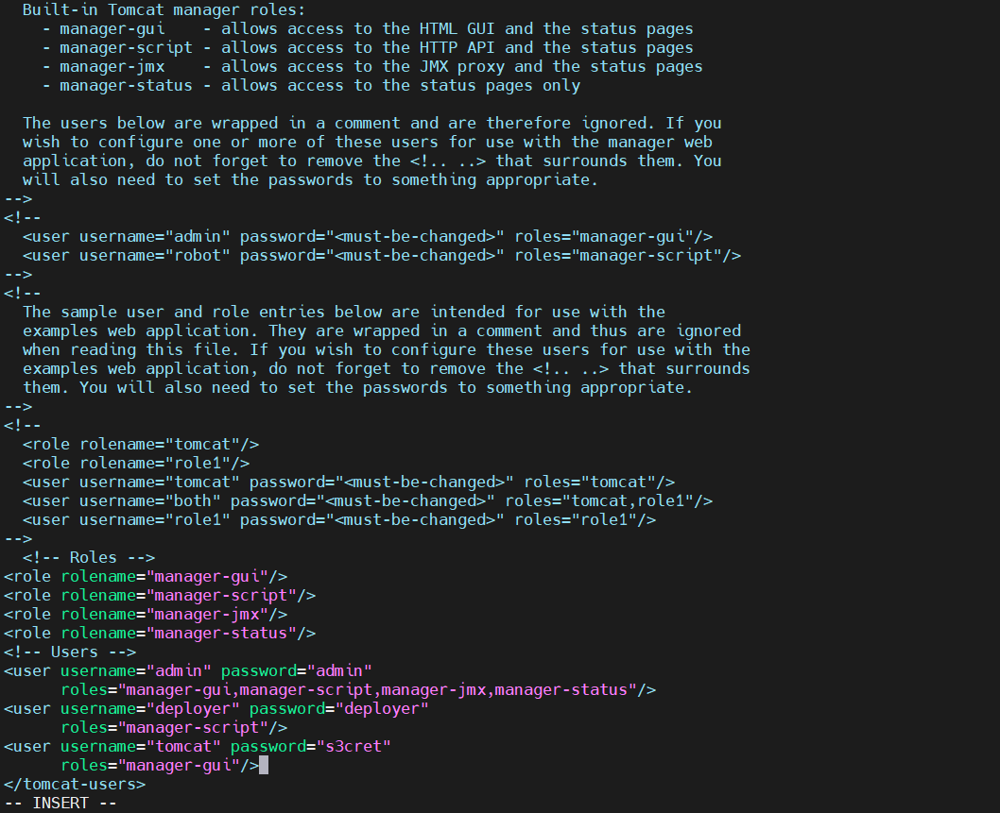 Built-in Tomcat manager roles:
    - manager-gui    - allows access to the HTML GUI and the status pages
    - manager-script - allows access to the HTTP API and the status pages
    - manager-jmx    - allows access to the JMX proxy and the status pages
    - manager-status - allows access to the status pages only

  The users below are wrapped in a comment and are therefore ignored. If you
  wish to configure one or more of these users for use with the manager web
  application, do not forget to remove the <!.. ..> that surrounds them. You
  will also need to set the passwords to something appropriate.
-->
<!--
  <user username="admin" password="<must-be-changed>" roles="manager-gui"/>
  <user username="robot" password="<must-be-changed>" roles="manager-script"/>
-->
<!--
  The sample user and role entries below are intended for use with the
  examples web application. They are wrapped in a comment and thus are ignored
  when reading this file. If you wish to configure these users for use with the
  examples web application, do not forget to remove the <!.. ..> that surrounds
  them. You will also need to set the passwords to something appropriate.
-->
<!--
  <role rolename="tomcat"/>
  <role rolename="role1"/>
  <user username="tomcat" password="<must-be-changed>" roles="tomcat"/>
  <user username="both" password="<must-be-changed>" roles="tomcat,role1"/>
  <user username="role1" password="<must-be-changed>" roles="role1"/>
-->
  <!-- Roles -->
<role rolename="manager-gui"/>
<role rolename="manager-script"/>
<role rolename="manager-jmx"/>
<role rolename="manager-status"/>
<!-- Users -->
<user username="admin" password="admin"
      roles="manager-gui,manager-script,manager-jmx,manager-status"/>
<user username="deployer" password="deployer"
      roles="manager-script"/>
<user username="tomcat" password="s3cret"
      roles="manager-gui"/>
</tomcat-users>
-- INSERT --